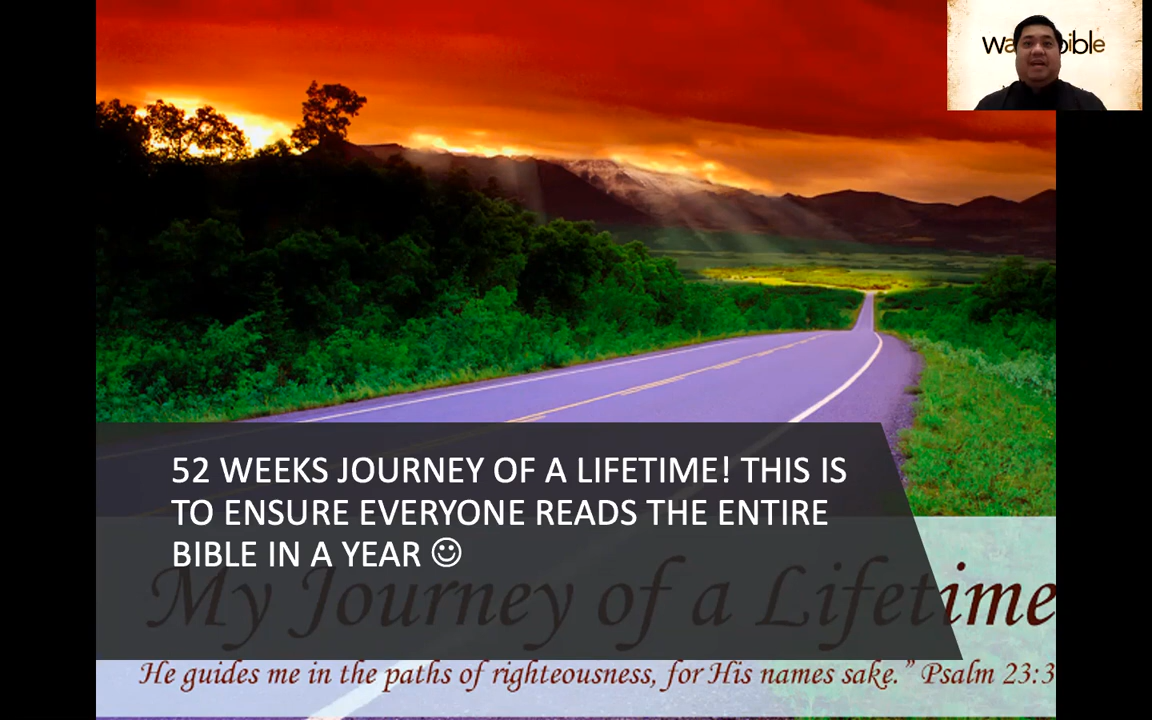 52 WEEKS JOURNEY OF A LIFETIME! THIS IS
TO ENSURE EVERYONE READS THE ENTIRE
BIBLE IN A YEAR ☺
My Journey of a Lifetime
He guides me in the paths of righteousness, for His names sake.” Psalm 23:3